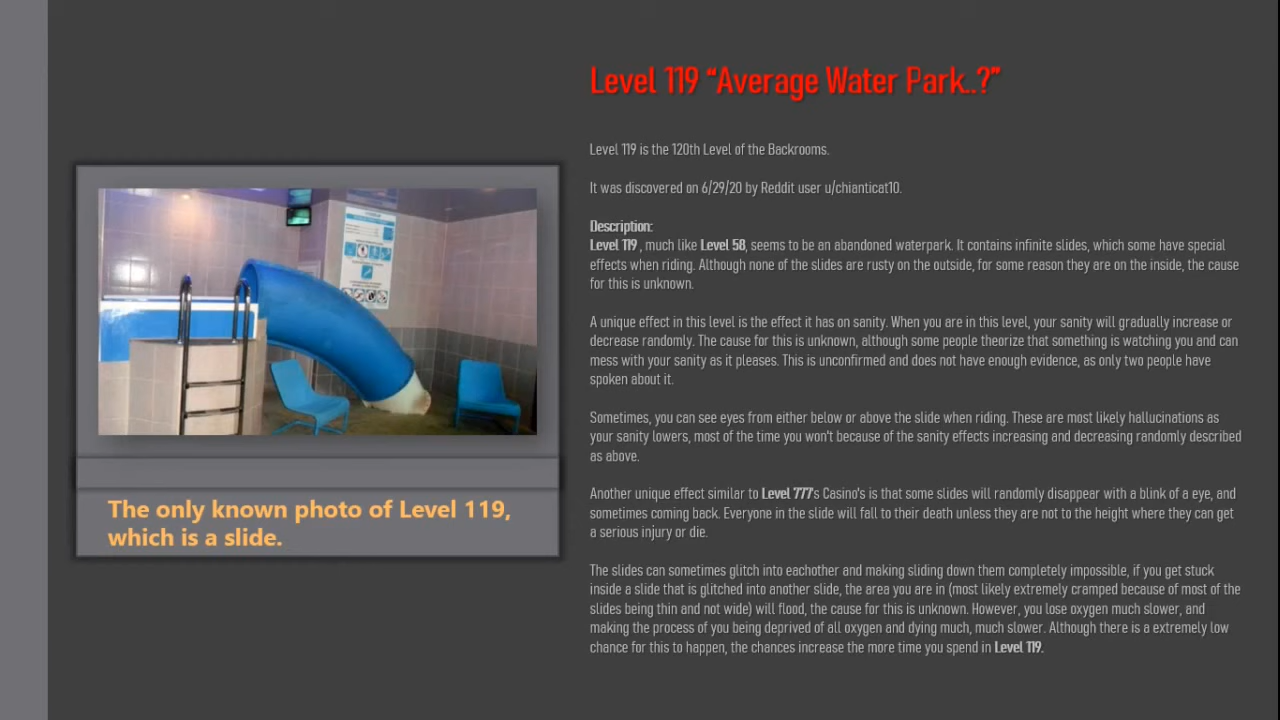 Level 119 “Average Water Park..?”
Level 119 is the 120th Level of the Backrooms.
It was discovered on 6/29/20 by Reddit user u/chianticat10.
Description:
Level 119 , much like Level 58, seems to be an abandoned waterpark. It contains infinite slides, which some have special
effects when riding. Although none of the slides are rusty on the outside, for some reason they are on the inside, the cause
for this is unknown.
A unique effect in this level is the effect it has on sanity. When you are in this level, your sanity will gradually increase or
decrease randomly. The cause for this is unknown, although some people theorize that something is watching you and can
mess with your sanity as it pleases. This is unconfirmed and does not have enough evidence, as only two people have
spoken about it.
Sometimes, you can see eyes from either below or above the slide when riding. These are most likely hallucinations as
your sanity lowers, most of the time you won't because of the sanity effects increasing and decreasing randomly described
as above.
Another unique effect similar to Level 777's Casino's is that some slides will randomly disappear with a blink of a eye, and
sometimes coming back. Everyone in the slide will fall to their death unless they are not to the height where they can get
a serious injury or die.
The slides can sometimes glitch into eachother and making sliding down them completely impossible, if you get stuck
inside a slide that is glitched into another slide, the area you are in (most likely extremely cramped because of most of the
slides being thin and not wide) will flood, the cause for this is unknown. However, you lose oxygen much slower, and
making the process of you being deprived of all oxygen and dying much, much slower. Although there is a extremely low
chance for this to happen, the chances increase the more time you spend in Level 119.
The only known photo of Level 119,
which is a slide.